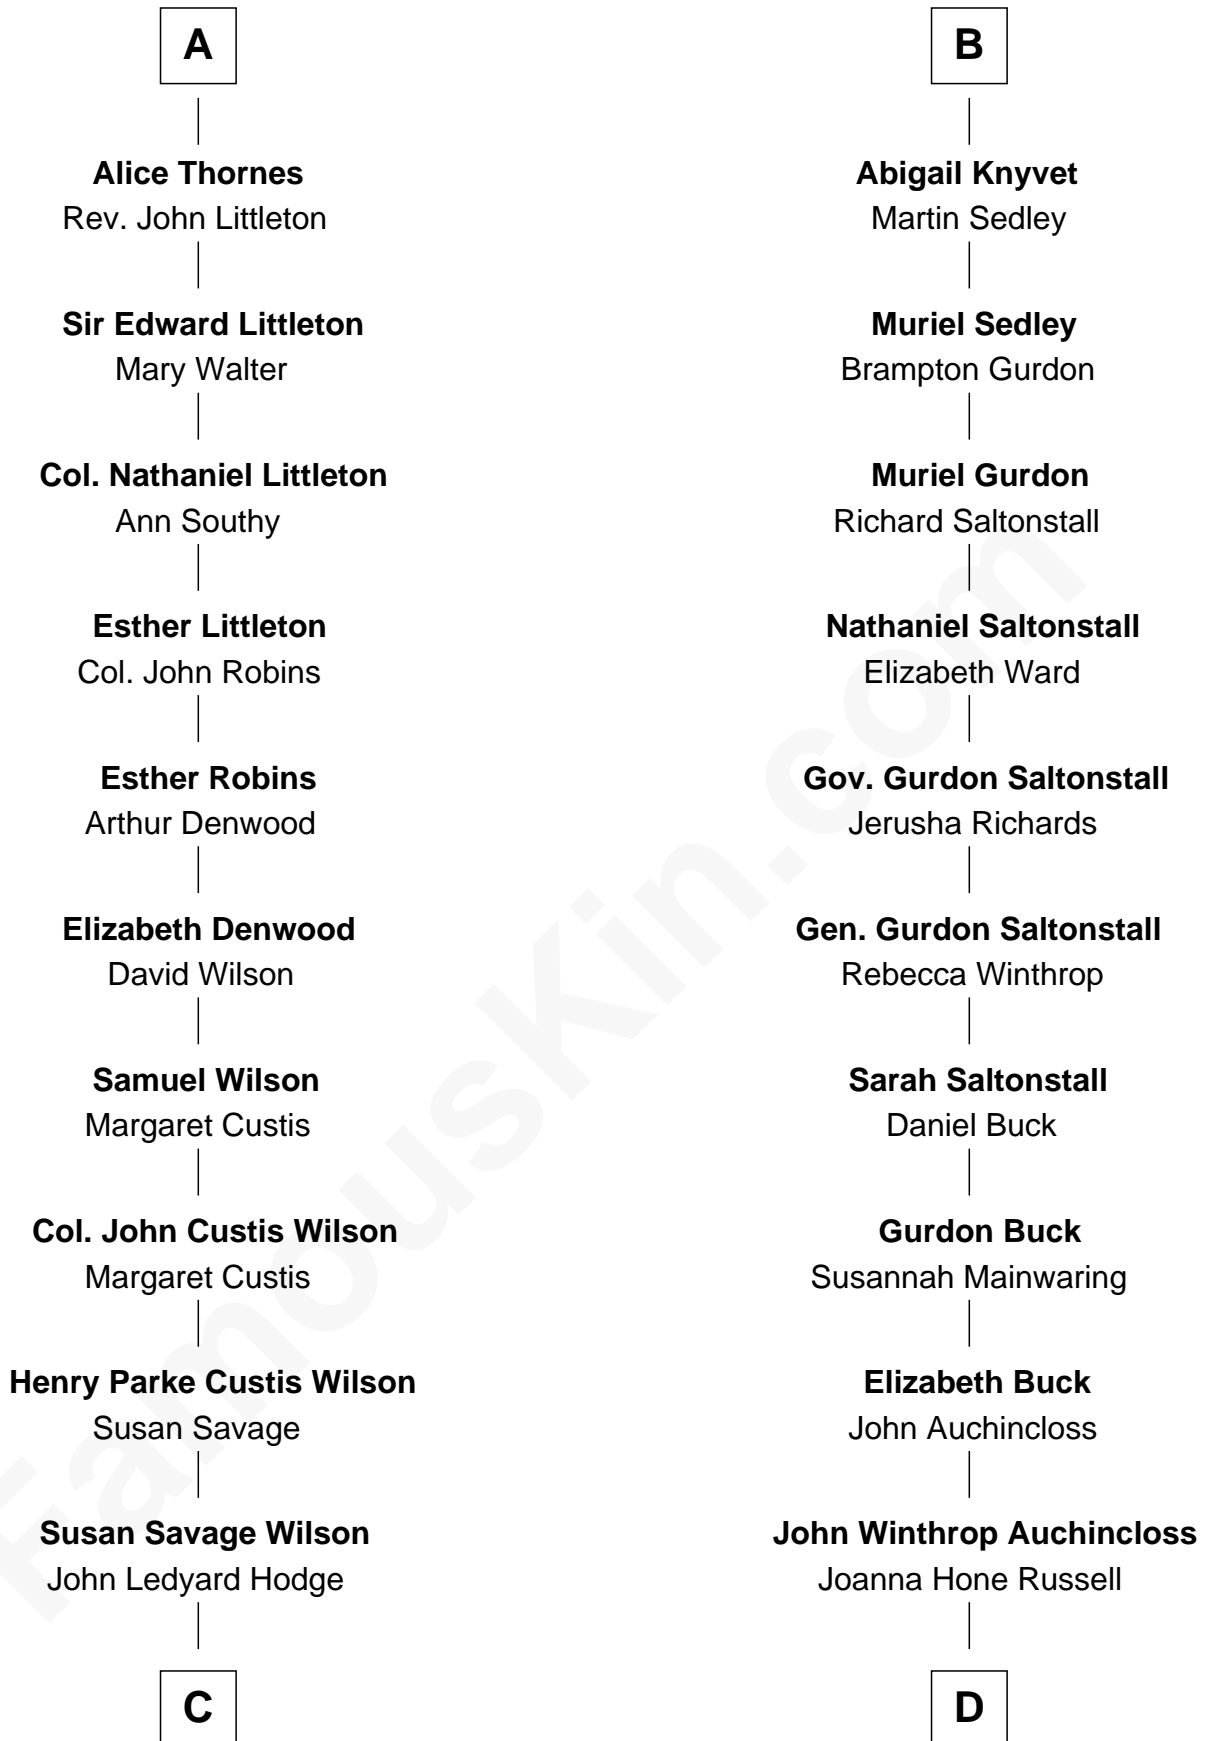 A
Alice Thornes
Rev. John Littleton
Sir Edward Littleton
Mary Walter
Col. Nathaniel Littleton
Ann Southy
Esther Littleton
Col. John Robins
Esther Robins
Arthur Denwood
Elizabeth Denwood
David Wilson
Samuel Wilson
Margaret Custis
Col. John Custis Wilson
Margaret Custis
Henry Parke Custis Wilson
Susan Savage
Susan Savage Wilson
John Ledyard Hodge
C
B
Abigail Knyvet
Martin Sedley
Muriel Sedley
Brampton Gurdon
Muriel Gurdon
Richard Saltonstall
Nathaniel Saltonstall
Elizabeth Ward
Gov. Gurdon Saltonstall
Jerusha Richards
Gen. Gurdon Saltonstall
Rebecca Winthrop
Sarah Saltonstall
Daniel Buck
Gurdon Buck
Susannah Mainwaring
Elizabeth Buck
John Auchincloss
John Winthrop Auchincloss
Joanna Hone Russell
D
FamousKin.com